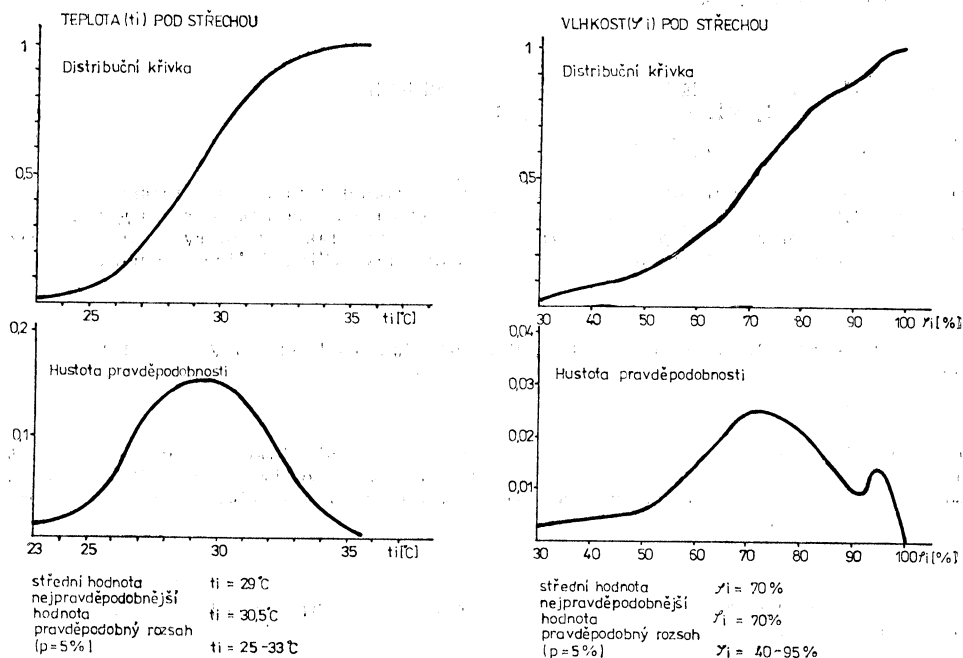 TEPLOTA (ti) POD STŘECHOU
1
Distribuční křivka
0,5
25
30
35
ti[°C]
0,2
Hustota pravděpodobnosti
0,1
23
25
30
35
ti[°C]
střední hodnota ti = 29°C
nejpravděpodobnější
hodnota ti = 30,5°C
pravděpodobný rozsah
(p=5%) ti = 25-33°C
VLHKOST(φi) POD STŘECHOU
1
Distribuční křivka
0,5
30
40
50
60
70
80
90
100
φi[%]
0,04
Hustota pravděpodobnosti
0,03
0,02
0,01
30
40
50
60
70
80
90
100
φi[%]
střední hodnota φi = 70%
nejpravděpodobnější
hodnota φi = 70%
pravděpodobný rozsah
(p=5%) φi = 40-95%